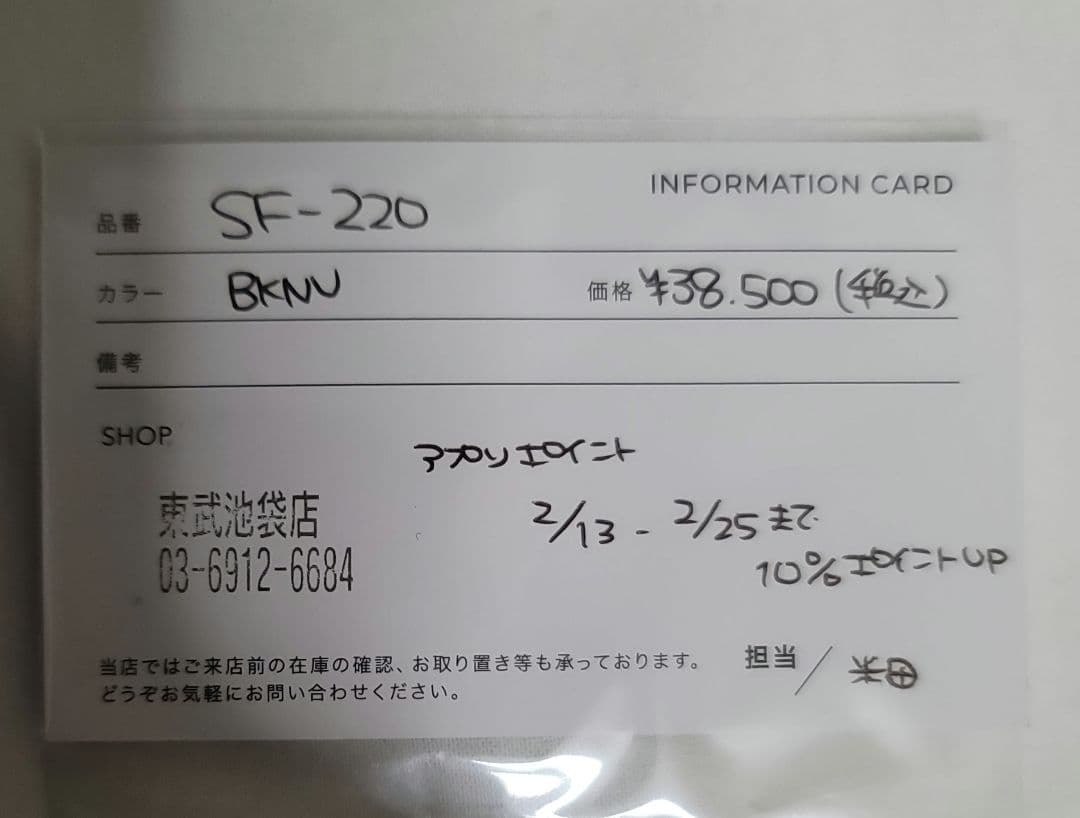 INFORMATION CARD
品番 SF-220
カラー BKNV 価格 ¥38.500(税込)
備考
SHOP
アプリポイント
東武池袋店
2/13 - 2/25まで
03-6912-6684
10%ポイントUP
当店ではご来店前の在庫の確認、お取り置き等も承っております。
どうぞお気軽にお問い合わせください。
担当/米田